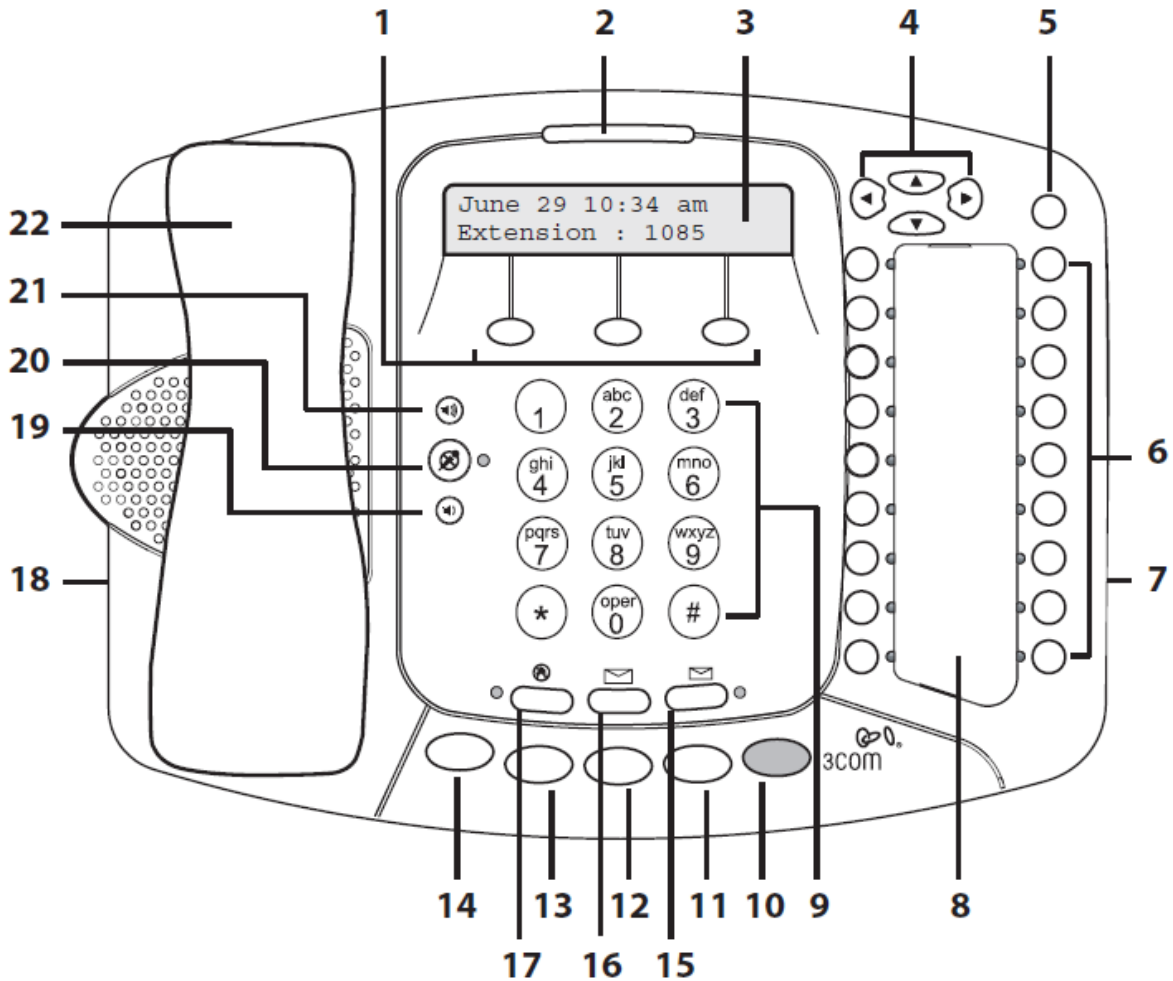 1 2 3 4 5
June 29 10:34 am
Extension : 1085
22
21
20
19
18
6
7
1
abc
2
def
3
ghi
4
jkl
5
mno
6
pqrs
7
tuv
8
wxyz
9
*
oper
0
#
3com
14 13 12 11 10 9 8
17 16 15